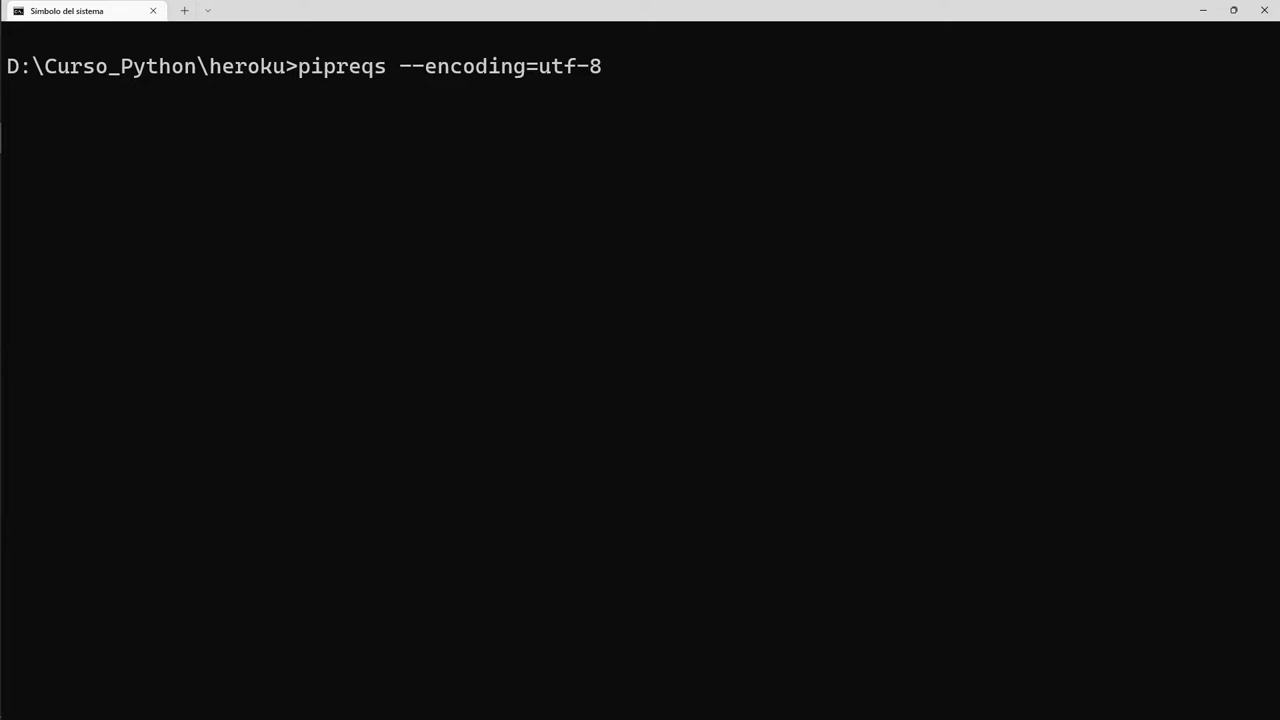 Símbolo del sistema
D:\Curso_Python\heroku>pipreqs --encoding=utf-8